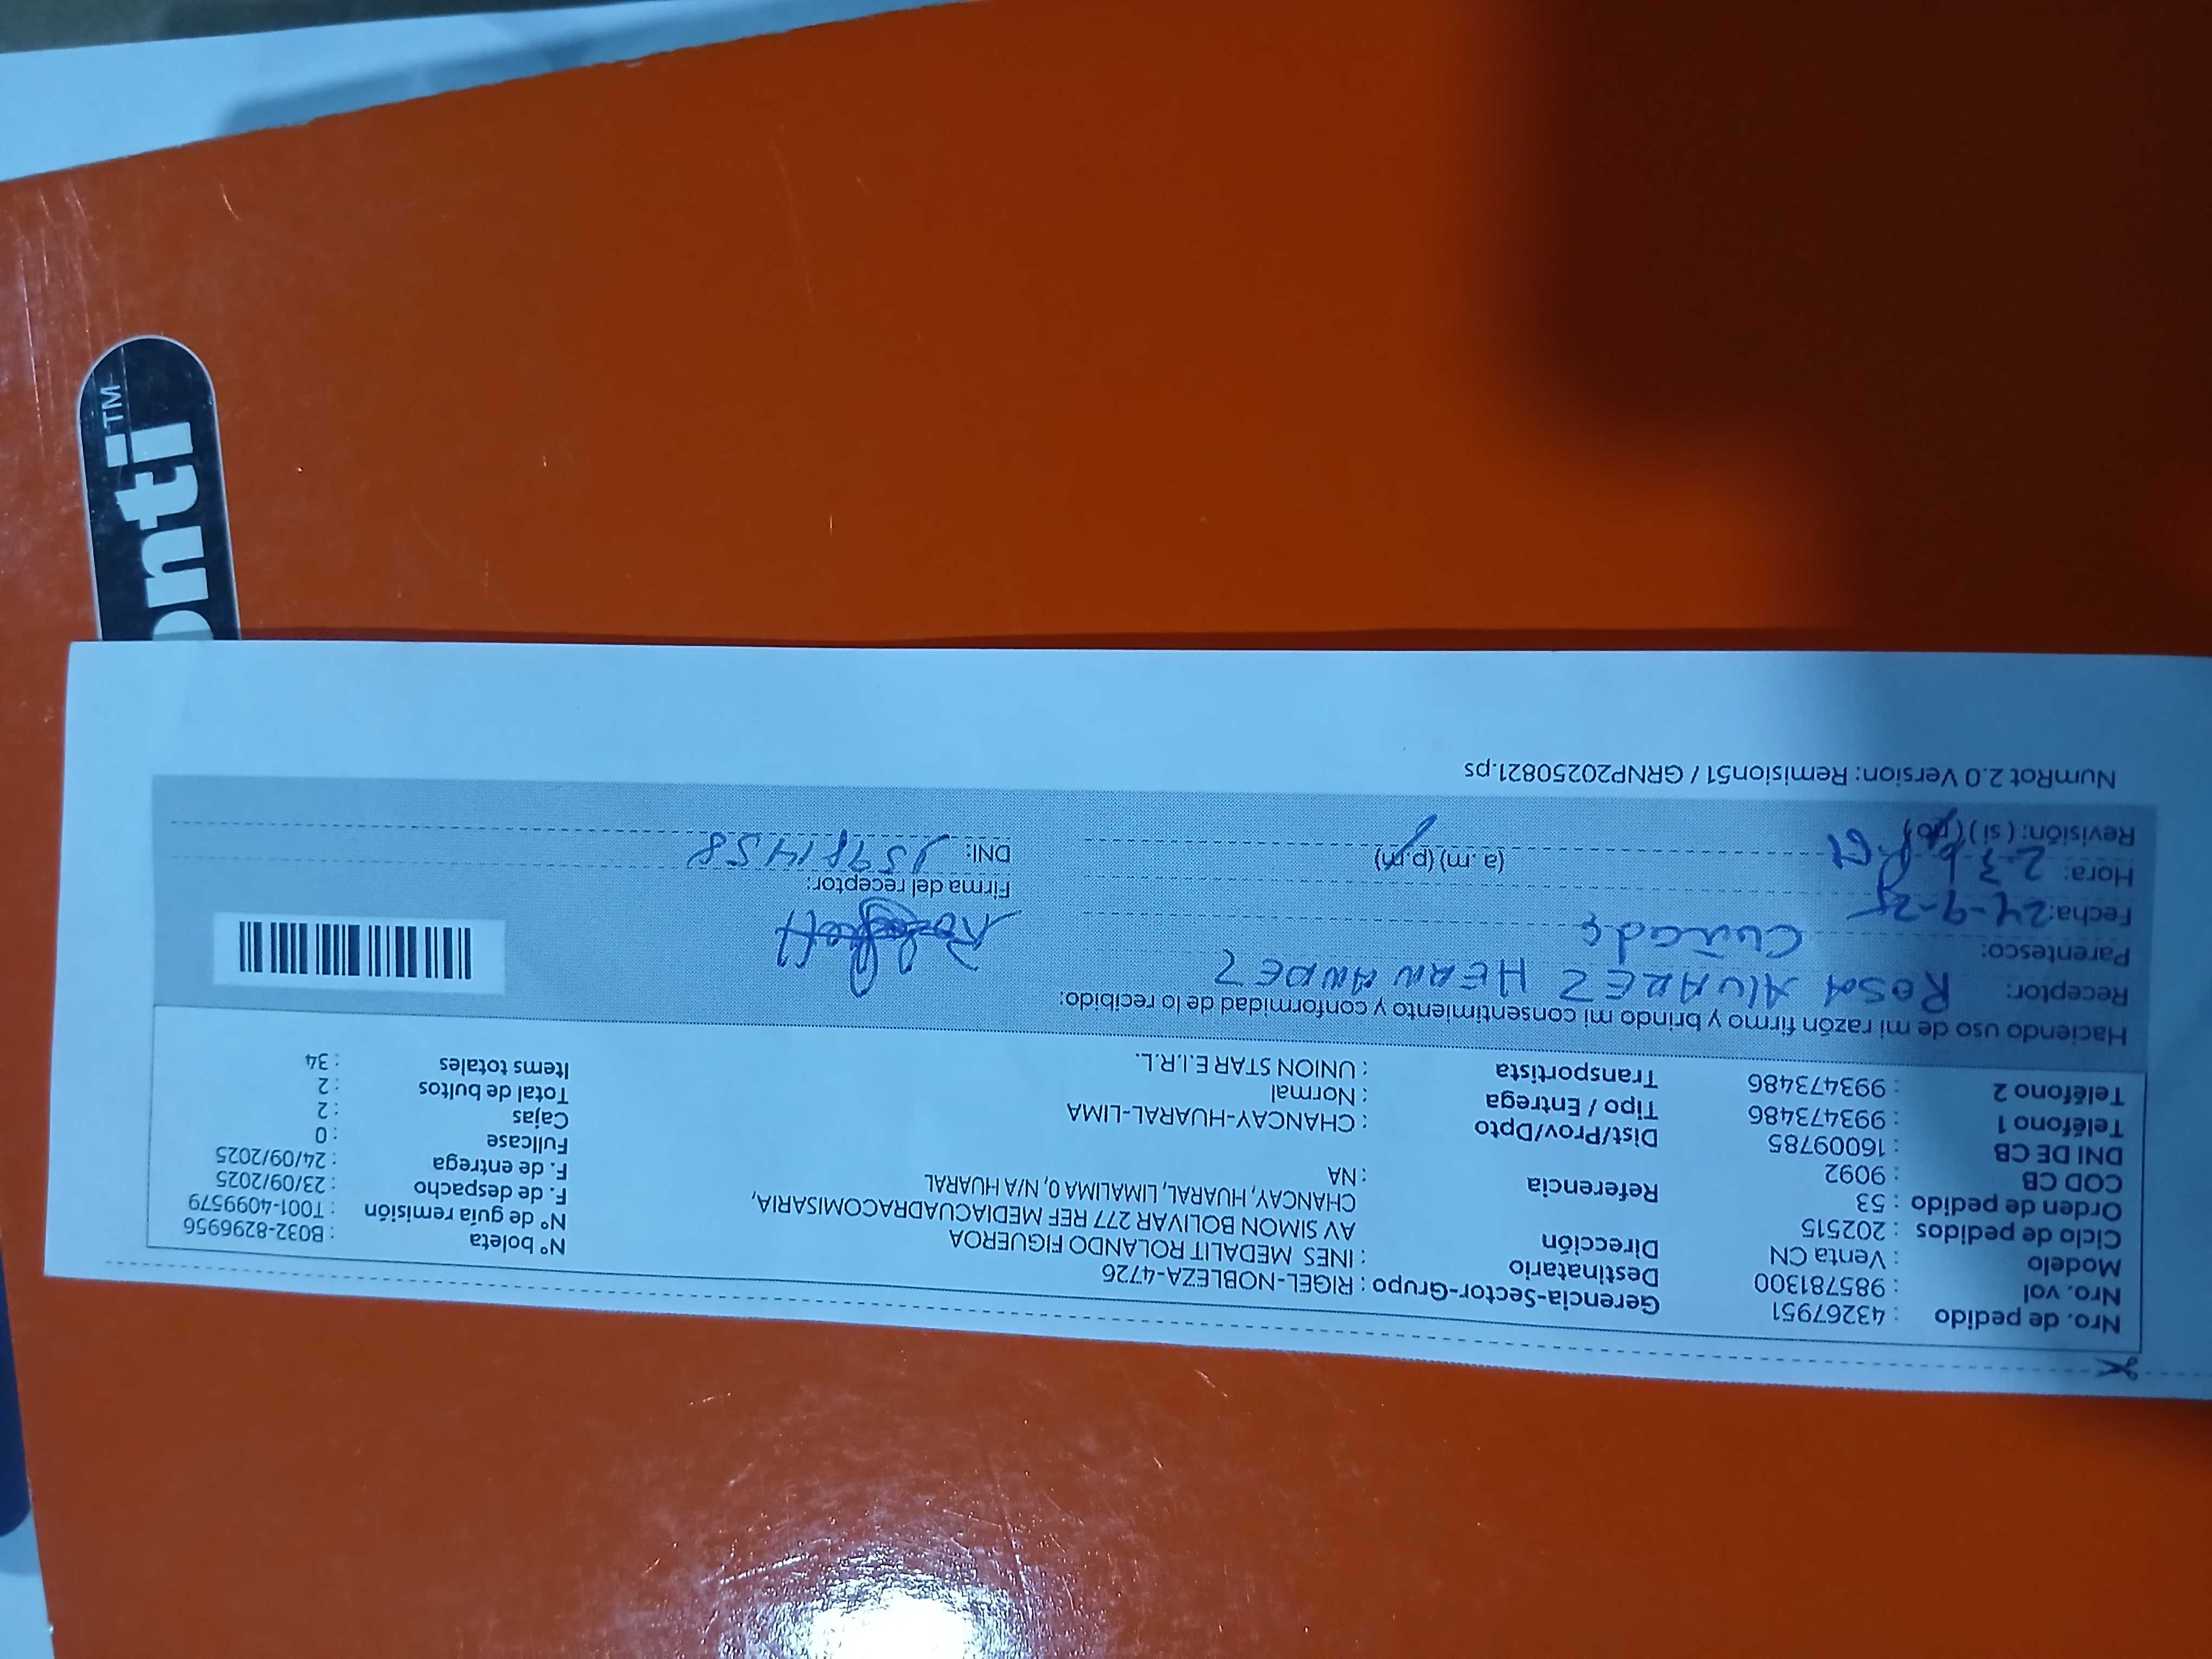 Nro. de pedido : 43267951 Gerencia-Sector-Grupo : RIGEL-NOBLEZA-4726
Nro. vol : 985781300 Destinatario : INES MEDALIT ROLANDO FIGUEROA Nº boleta : B032-8296956
Modelo : Venta CN Dirección AV SIMON BOLIVAR 277 REF MEDIACUADRACOMISARIA, Nº de guía remisión : T001-4099579
Ciclo de pedidos : 202515 CHANCAY, HUARAL, LIMALIMA 0, N/A HUARAL F. de despacho : 23/09/2025
Orden de pedido : 53 Referencia : NA F. de entrega : 24/09/2025
COD CB : 9092 Fullcase : 0
DNI DE CB : 16009785 Dist/Prov/Dpto : CHANCAY-HUARAL-LIMA Cajas : 2
Teléfono 1 : 993473486 Tipo / Entrega : Normal Total de bultos : 2
Teléfono 2 : 993473486 Transportista : UNION STAR E.I.R.L. Items totales : 34
Haciendo uso de mi razón firmo y brindo mi consentimiento y conformidad de lo recibido:
Receptor: ROSA ALVAREZ HERNANDEZ
Parentesco: Cuñada
Fecha: 24-9-25 Firma del receptor:
Hora: (a. m) (p.m) DNI: 15981458
Revisión: (si) (no)
NumRot 2.0 Version: Remision51 / GRNP20250821.ps
nti™